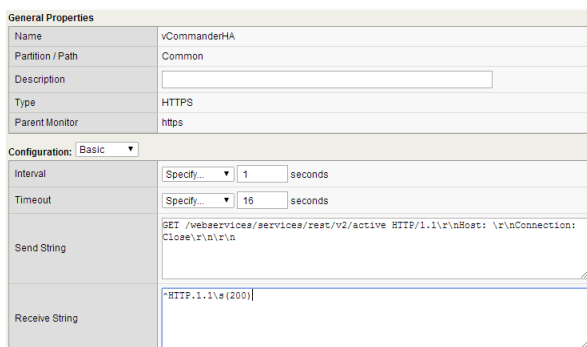 General Properties
Name vCommanderHA
Partition / Path Common
Description
Type HTTPS
Parent Monitor https
Configuration: Basic
Interval Specify... 1 seconds
Timeout Specify... 16 seconds
Send String GET /webservices/services/rest/v2/active HTTP/1.1\r\nHost: \r\nConnection:
Close\r\n\r\n
Receive String ^HTTP.1.1\s(200)